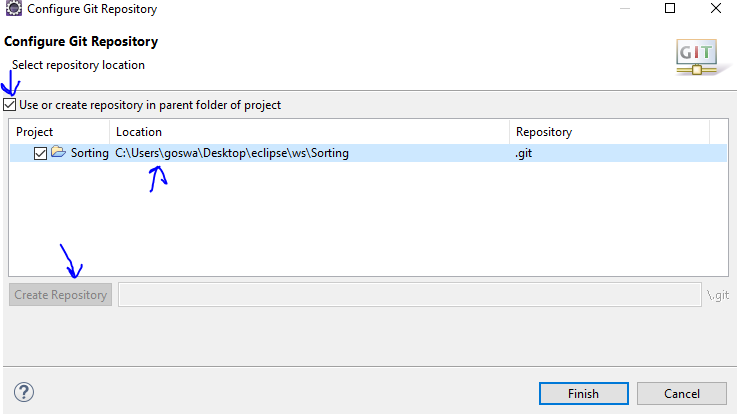 Configure Git Repository
Configure Git Repository
Select repository location
GIT
Use or create repository in parent folder of project
Project Location Repository
Sorting C:\Users\goswa\Desktop\eclipse\ws\Sorting .git
Create Repository \.git
? Finish Cancel